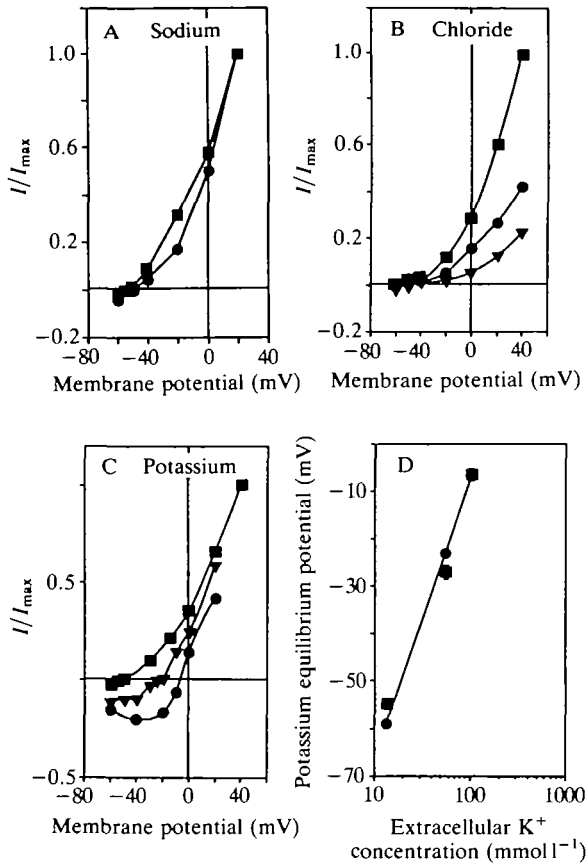 A Sodium
I/Imax
1.0
0.6
0.2
−0.2
−80 −40 0 40
Membrane potential (mV)
B Chloride
I/Imax
1.0
0.6
0.2
−0.2
−80 −40 0 40
Membrane potential (mV)
C Potassium
I/Imax
0.5
−0.5
−80 −40 0 40
Membrane potential (mV)
D
Potassium equilibrium potential (mV)
−10
−30
−50
−70
10 100 1000
Extracellular K⁺
concentration (mmol l⁻¹)